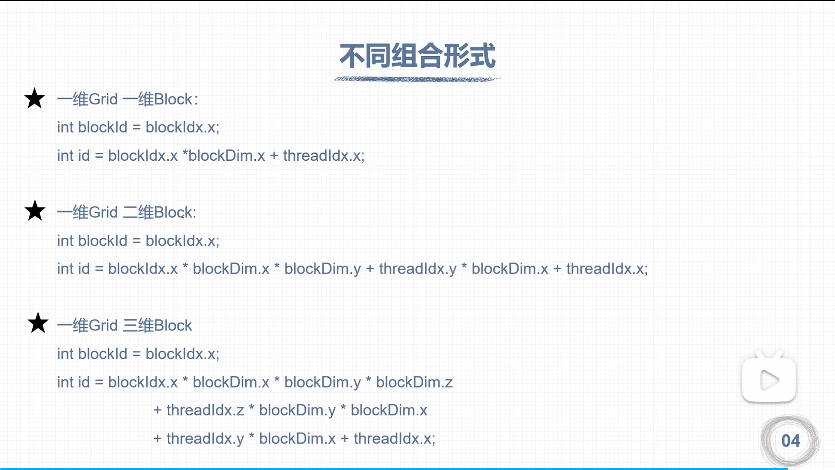 不同组合形式
一维Grid 一维Block：
int blockId = blockIdx.x;
int id = blockIdx.x *blockDim.x + threadIdx.x;
一维Grid 二维Block:
int blockId = blockIdx.x;
int id = blockIdx.x * blockDim.x * blockDim.y + threadIdx.y * blockDim.x + threadIdx.x;
一维Grid 三维Block
int blockId = blockIdx.x;
int id = blockIdx.x * blockDim.x * blockDim.y * blockDim.z
+ threadIdx.z * blockDim.y * blockDim.x
+ threadIdx.y * blockDim.x + threadIdx.x;
04